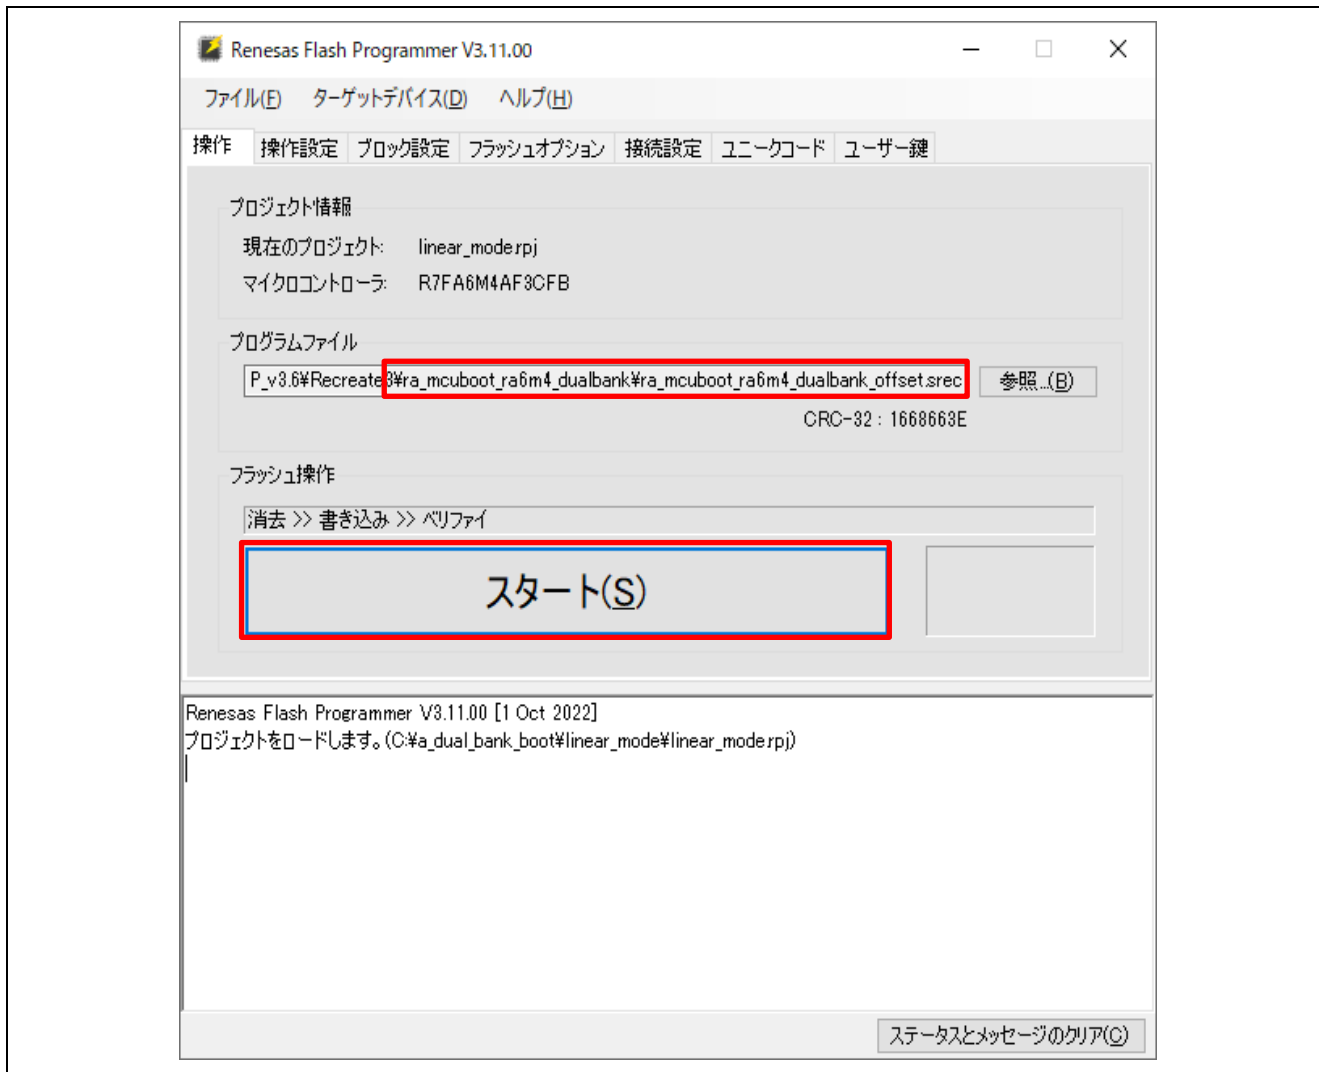 Renesas Flash Programmer V3.11.00
ファイル(F) ターゲットデバイス(D) ヘルプ(H)
操作 操作設定 ブロック設定 フラッシュオプション 接続設定 ユニークコード ユーザー鍵
プロジェクト情報
現在のプロジェクト: linear_mode.rpj
マイクロコントローラ: R7FA6M4AF3CFB
プログラムファイル
P_v3.6¥Recreate3¥ra_mcuboot_ra6m4_dualbank¥ra_mcuboot_ra6m4_dualbank_offset.srec 参照...(B)
CRC-32 : 1668663E
フラッシュ操作
消去 >> 書き込み >> ベリファイ
スタート(S)
Renesas Flash Programmer V3.11.00 [1 Oct 2022]
プロジェクトをロードします。(C:¥a_dual_bank_boot¥linear_mode¥linear_mode.rpj)
ステータスとメッセージのクリア(C)